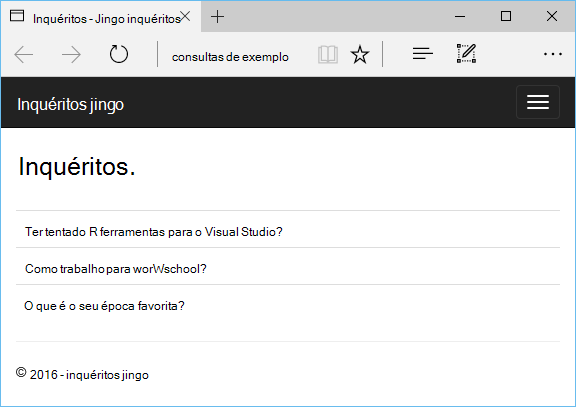 Inquéritos - Jingo inquéritos
consultas de exemplo
Inquéritos jingo
Inquéritos.
Ter tentado R ferramentas para o Visual Studio?
Como trabalho para worWschool?
O que é o seu época favorita?
© 2016 - inquéritos jingo